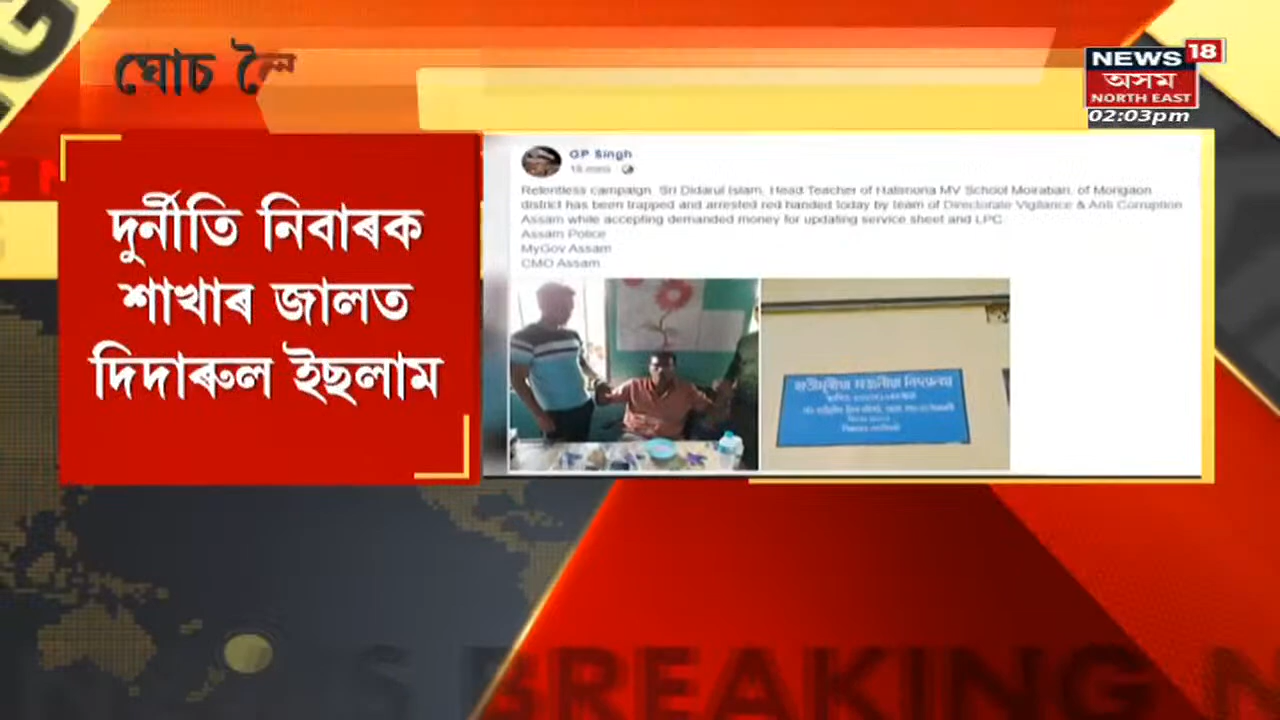 ঘোচ লৈ
NEWS 18
অসম
NORTH EAST
02:03pm
দুৰ্নীতি নিবাৰক
শাখাৰ জালত
দিদাৰুল ইছলাম
GP Singh
Relentless campaign. Sri Didarul Islam, Head Teacher of MV School Moirabari, of Morigaon
district has been trapped and arrested red handed today by team of Directorate Vigilance & Anti Corruption
Assam while accepting demanded money for updating service sheet and LPC
Assam Police
MyGov Assam
CMO Assam
BREAKING N